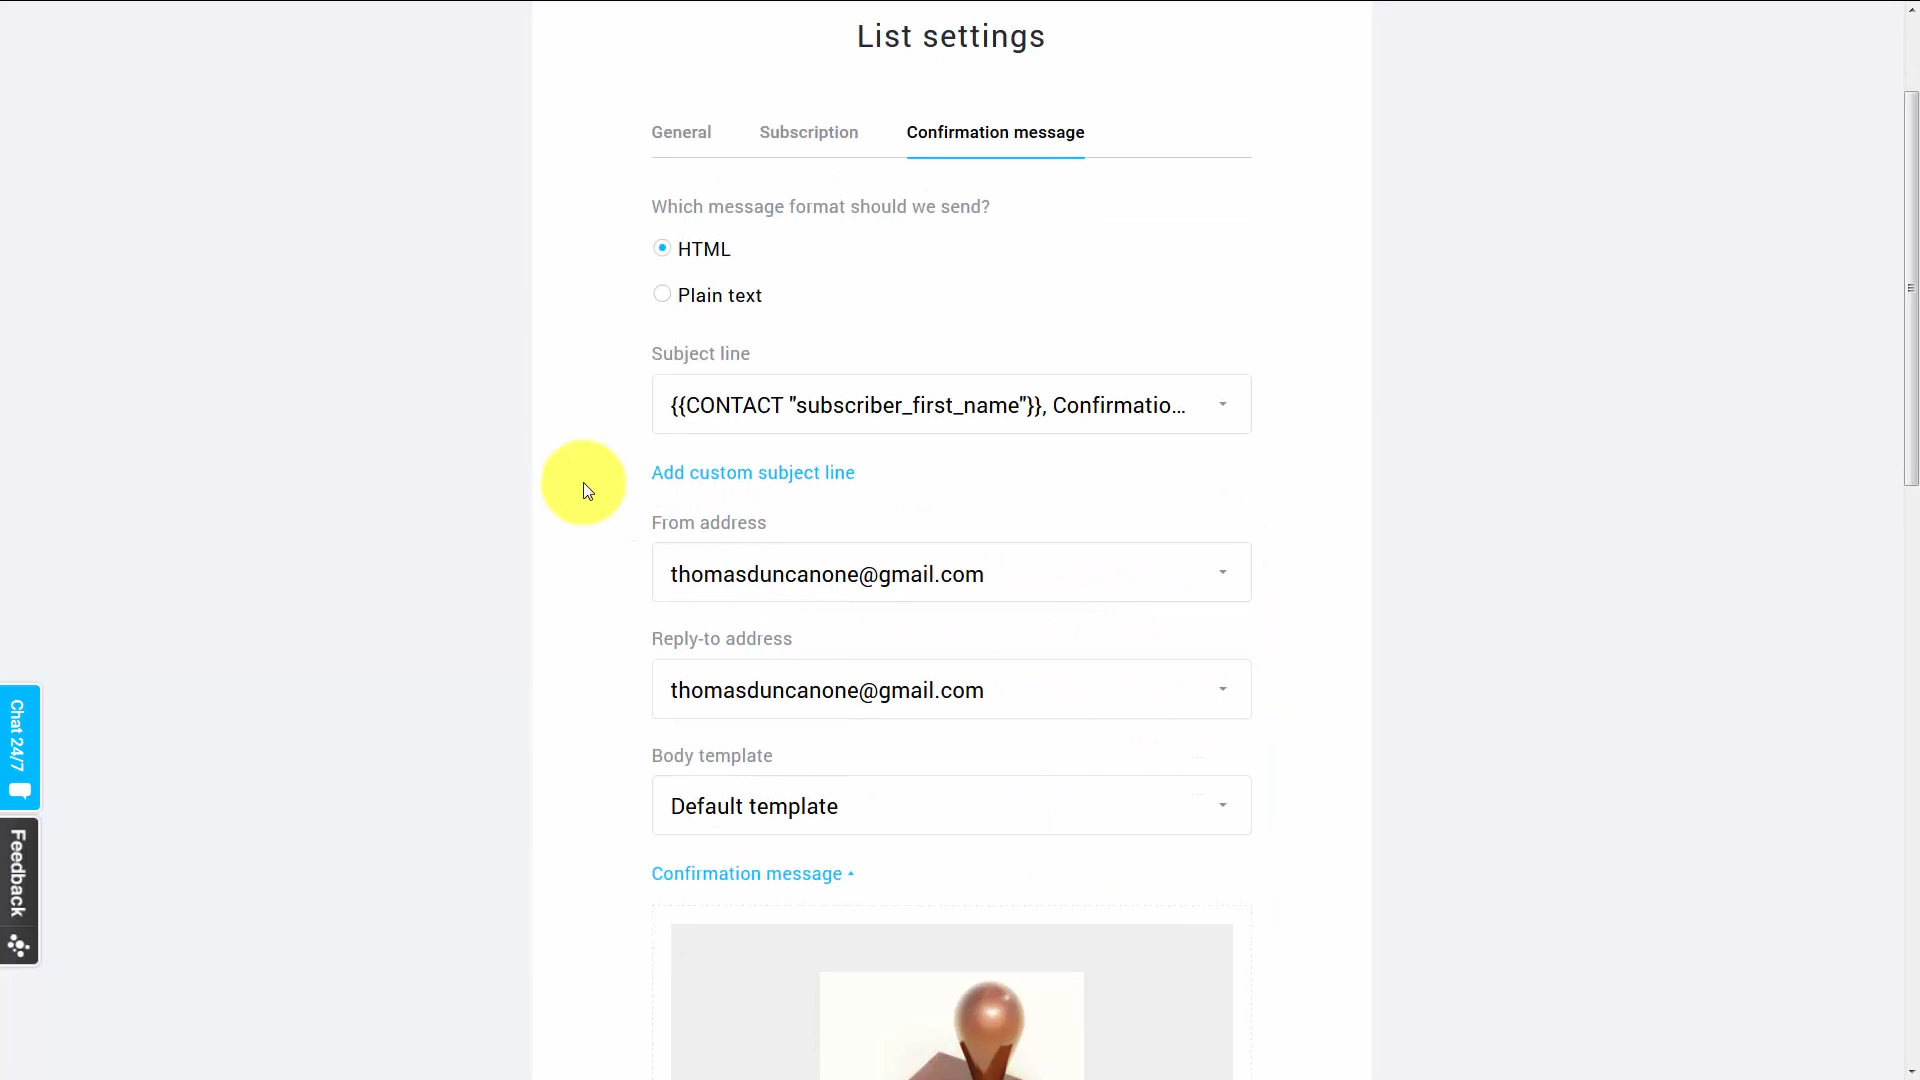 List settings
General Subscription Confirmation message
Which message format should we send?
HTML
Plain text
Subject line
{{CONTACT "subscriber_first_name"}}, Confirmatio...
Add custom subject line
From address
thomasduncanone@gmail.com
Reply-to address
thomasduncanone@gmail.com
Body template
Default template
Confirmation message
Chat 24/7
Feedback